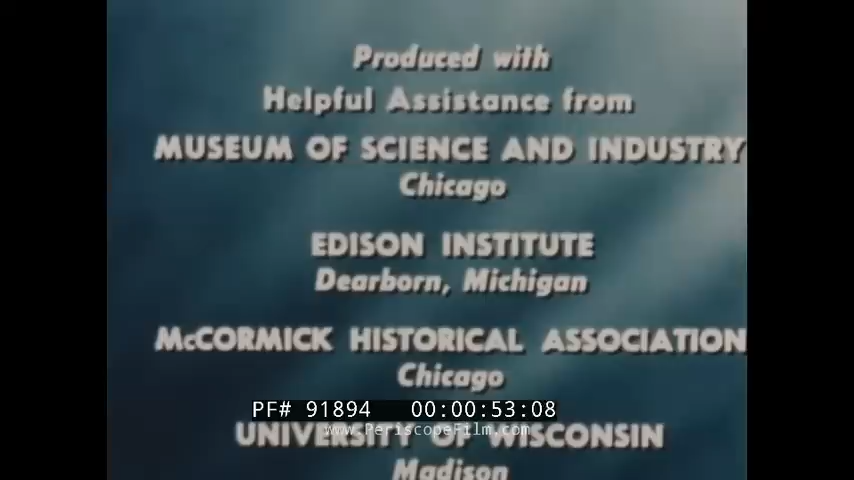 Produced with
Helpful Assistance from
MUSEUM OF SCIENCE AND INDUSTRY
Chicago
EDISON INSTITUTE
Dearborn, Michigan
McCORMICK HISTORICAL ASSOCIATION
Chicago
PF# 91894 00:00:53:08
www.PeriscopeFilm.com
UNIVERSITY OF WISCONSIN
Madison